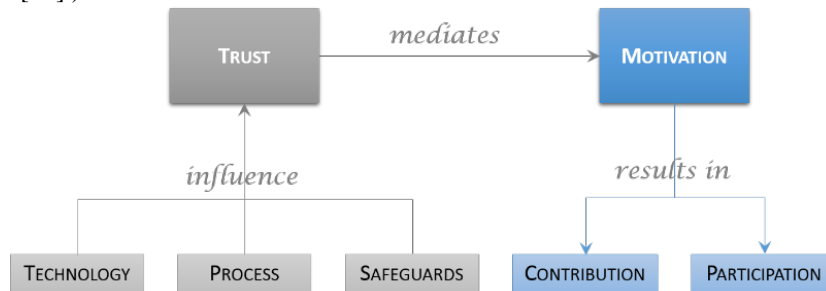 mediates
TRUST
MOTIVATION
influence
results in
TECHNOLOGY
PROCESS
SAFEGUARDS
CONTRIBUTION
PARTICIPATION